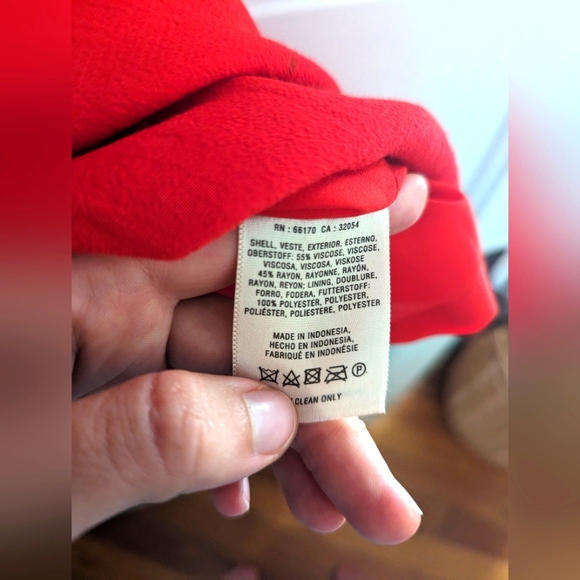 RN : 66170 CA : 32054
SHELL, VESTE, EXTERIOR, ESTERNO,
OBERSTOFF: 55% VISCOSE, VISCOSE,
VISCOSA, VISCOSA, VISKOSE
45% RAYON, RAYONNE, RAYÓN,
RAYON, REYON; LINING, DOUBLURE,
FORRO, FODERA, FUTTERSTOFF:
100% POLYESTER, POLYESTER,
POLIÉSTER, POLIESTERE, POLYESTER
MADE IN INDONESIA,
HECHO EN INDONESIA,
FABRIQUÉ EN INDONÉSIE
P
CLEAN ONLY